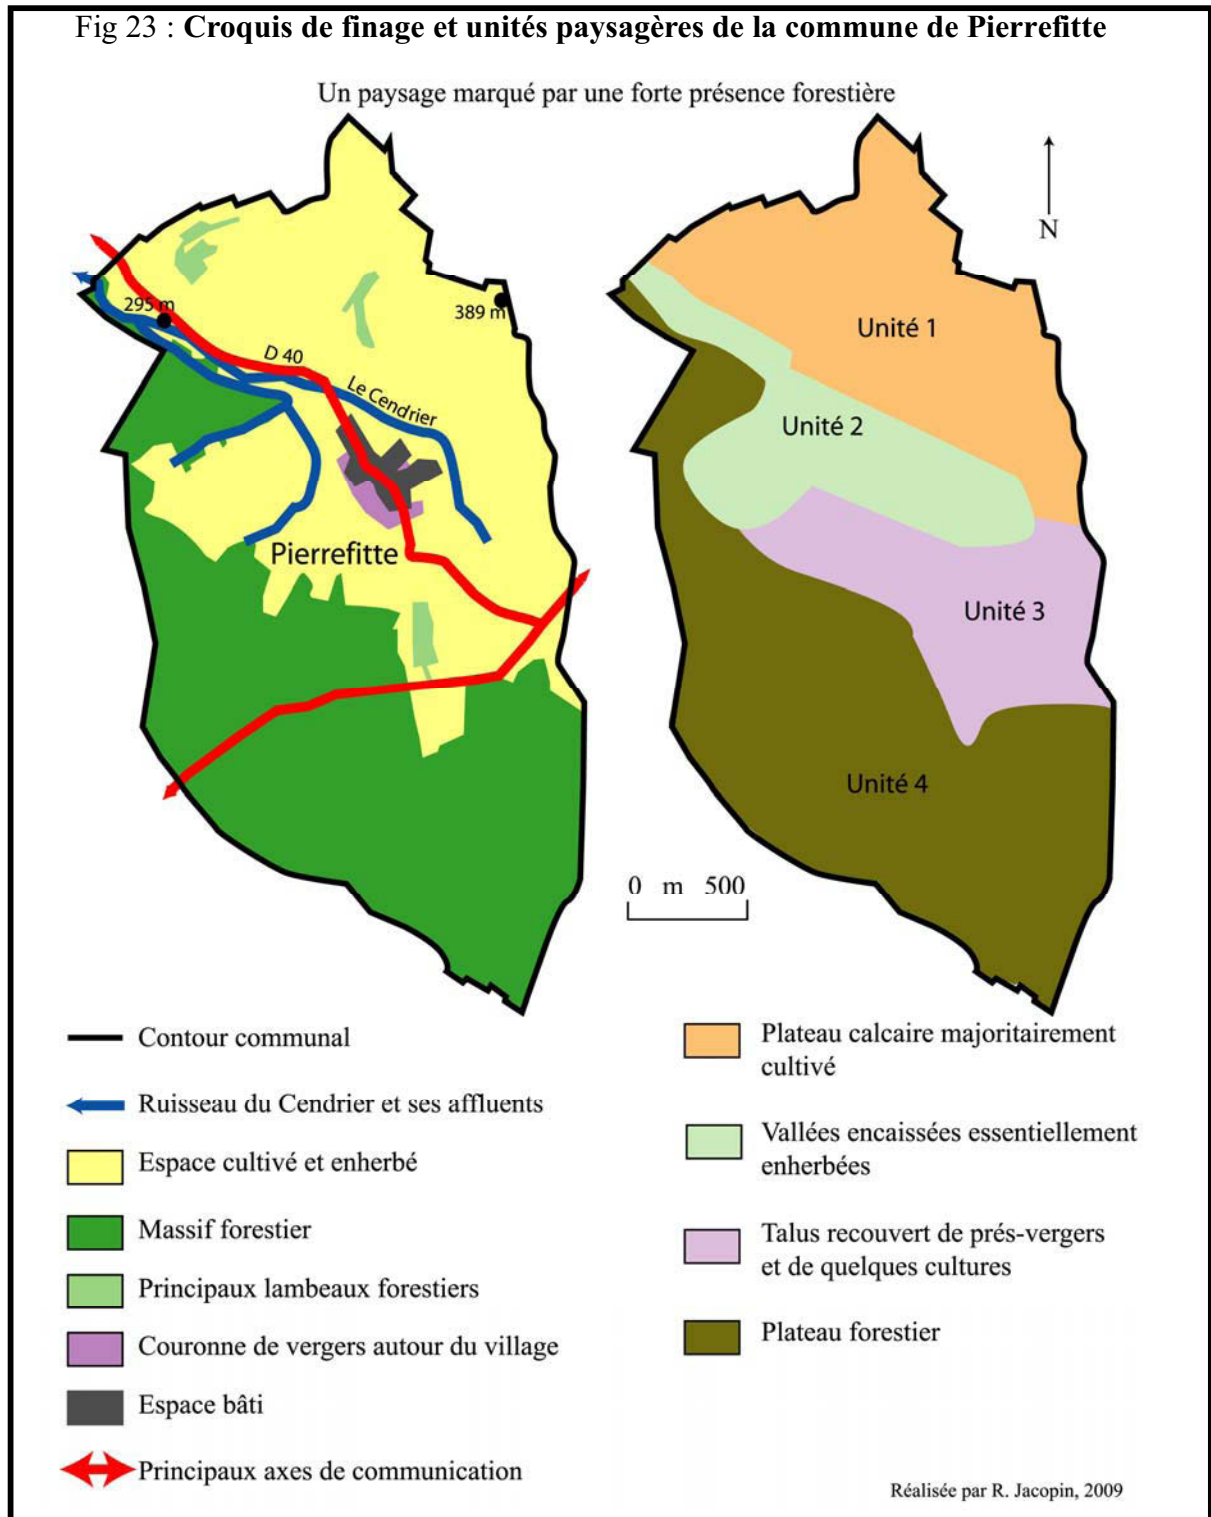 Fig 23 : Croquis de finage et unités paysagères de la commune de Pierrefitte
Un paysage marqué par une forte présence forestière
N
295 m
389 m
D 40
Le Cendrier
Pierrefitte
Unité 1
Unité 2
Unité 3
Unité 4
0 m 500
Contour communal
Ruisseau du Cendrier et ses affluents
Espace cultivé et enherbé
Massif forestier
Principaux lambeaux forestiers
Couronne de vergers autour du village
Espace bâti
Principaux axes de communication
Plateau calcaire majoritairement
cultivé
Vallées encaissées essentiellement
enherbées
Talus recouvert de prés-vergers
et de quelques cultures
Plateau forestier
Réalisée par R. Jacopin, 2009